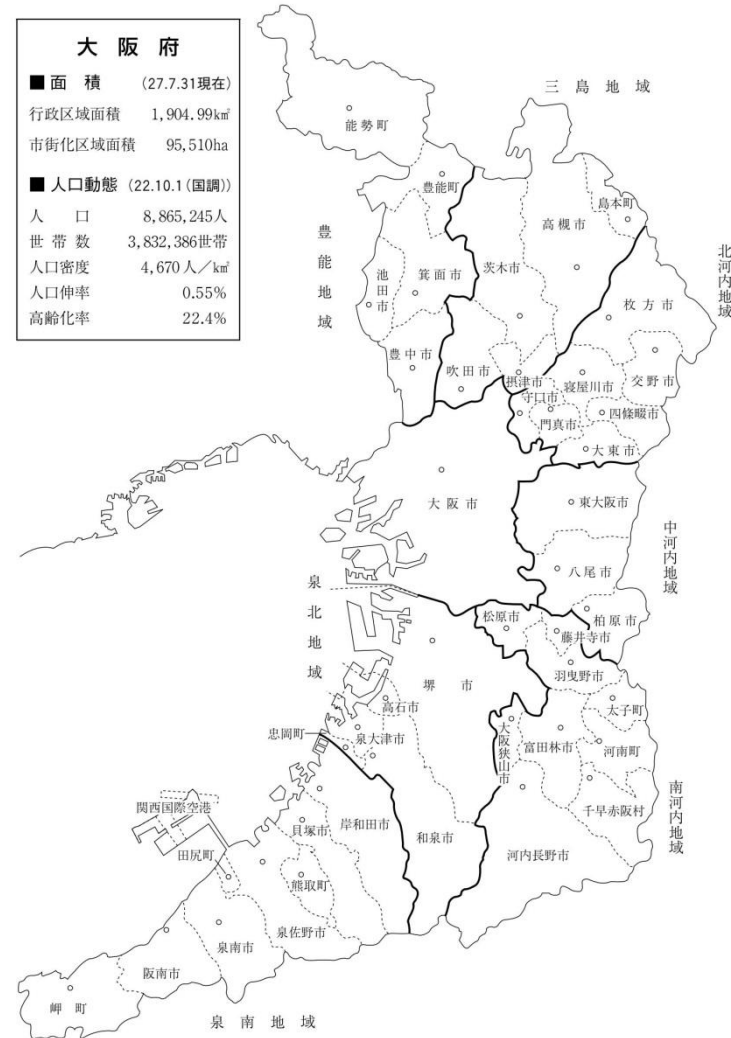 大阪府
■ 面積 (27.7.31現在)
行政区域面積 1,904.99㎢
市街化区域面積 95,510ha
■ 人口動態 (22.10.1(国調))
人口 8,865,245人
世帯数 3,832,386世帯
人口密度 4,670人/㎢
人口伸率 0.55%
高齢化率 22.4%
三島地域
能勢町
豊能町
島本町
高槻市
豊能地域
北河内地域
茨木市
箕面市
池田市
枚方市
豊中市
吹田市
摂津市
寝屋川市
交野市
守口市
門真市
四條畷市
大東市
大阪市
東大阪市
中河内地域
八尾市
泉北地域
松原市
柏原市
藤井寺市
堺市
羽曳野市
高石市
太子町
忠岡町
泉大津市
大阪狭山市
富田林市
河南町
関西国際空港
千早赤阪村
南河内地域
貝塚市
岸和田市
和泉市
河内長野市
田尻町
熊取町
泉佐野市
泉南市
阪南市
岬町
泉南地域